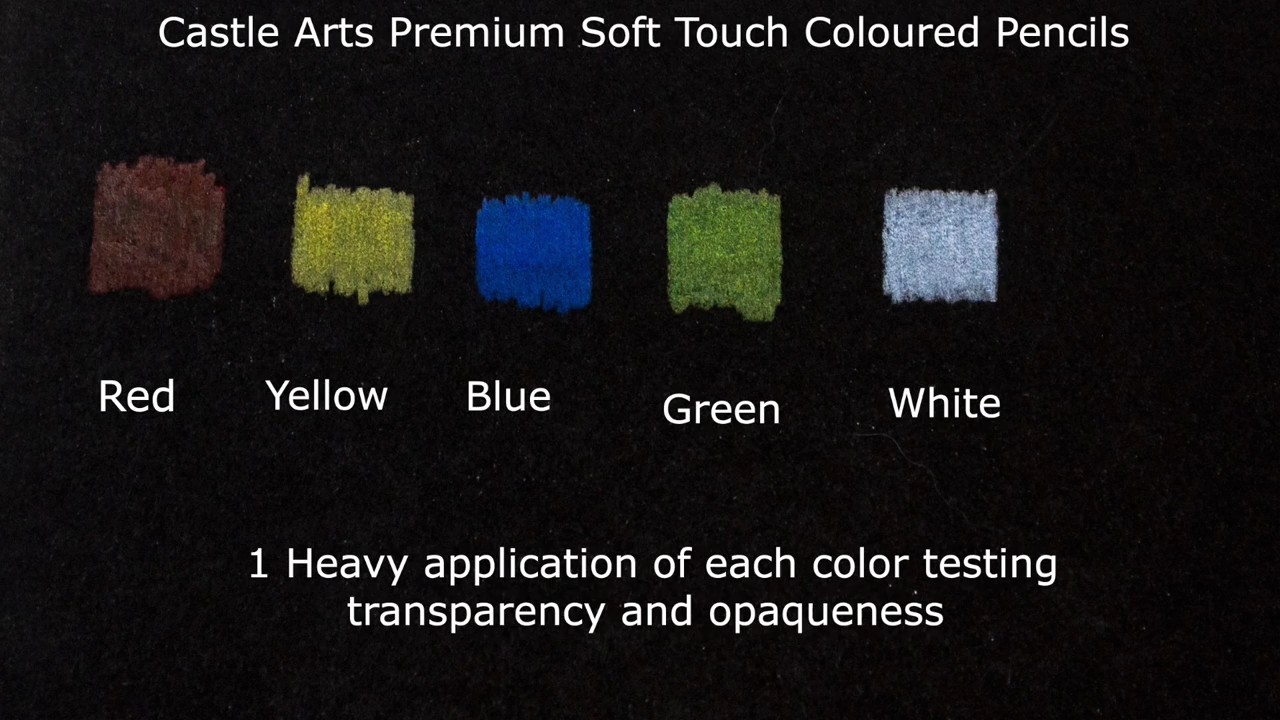 Castle Arts Premium Soft Touch Coloured Pencils
Red
Yellow
Blue
Green
White
1 Heavy application of each color testing
transparency and opaqueness